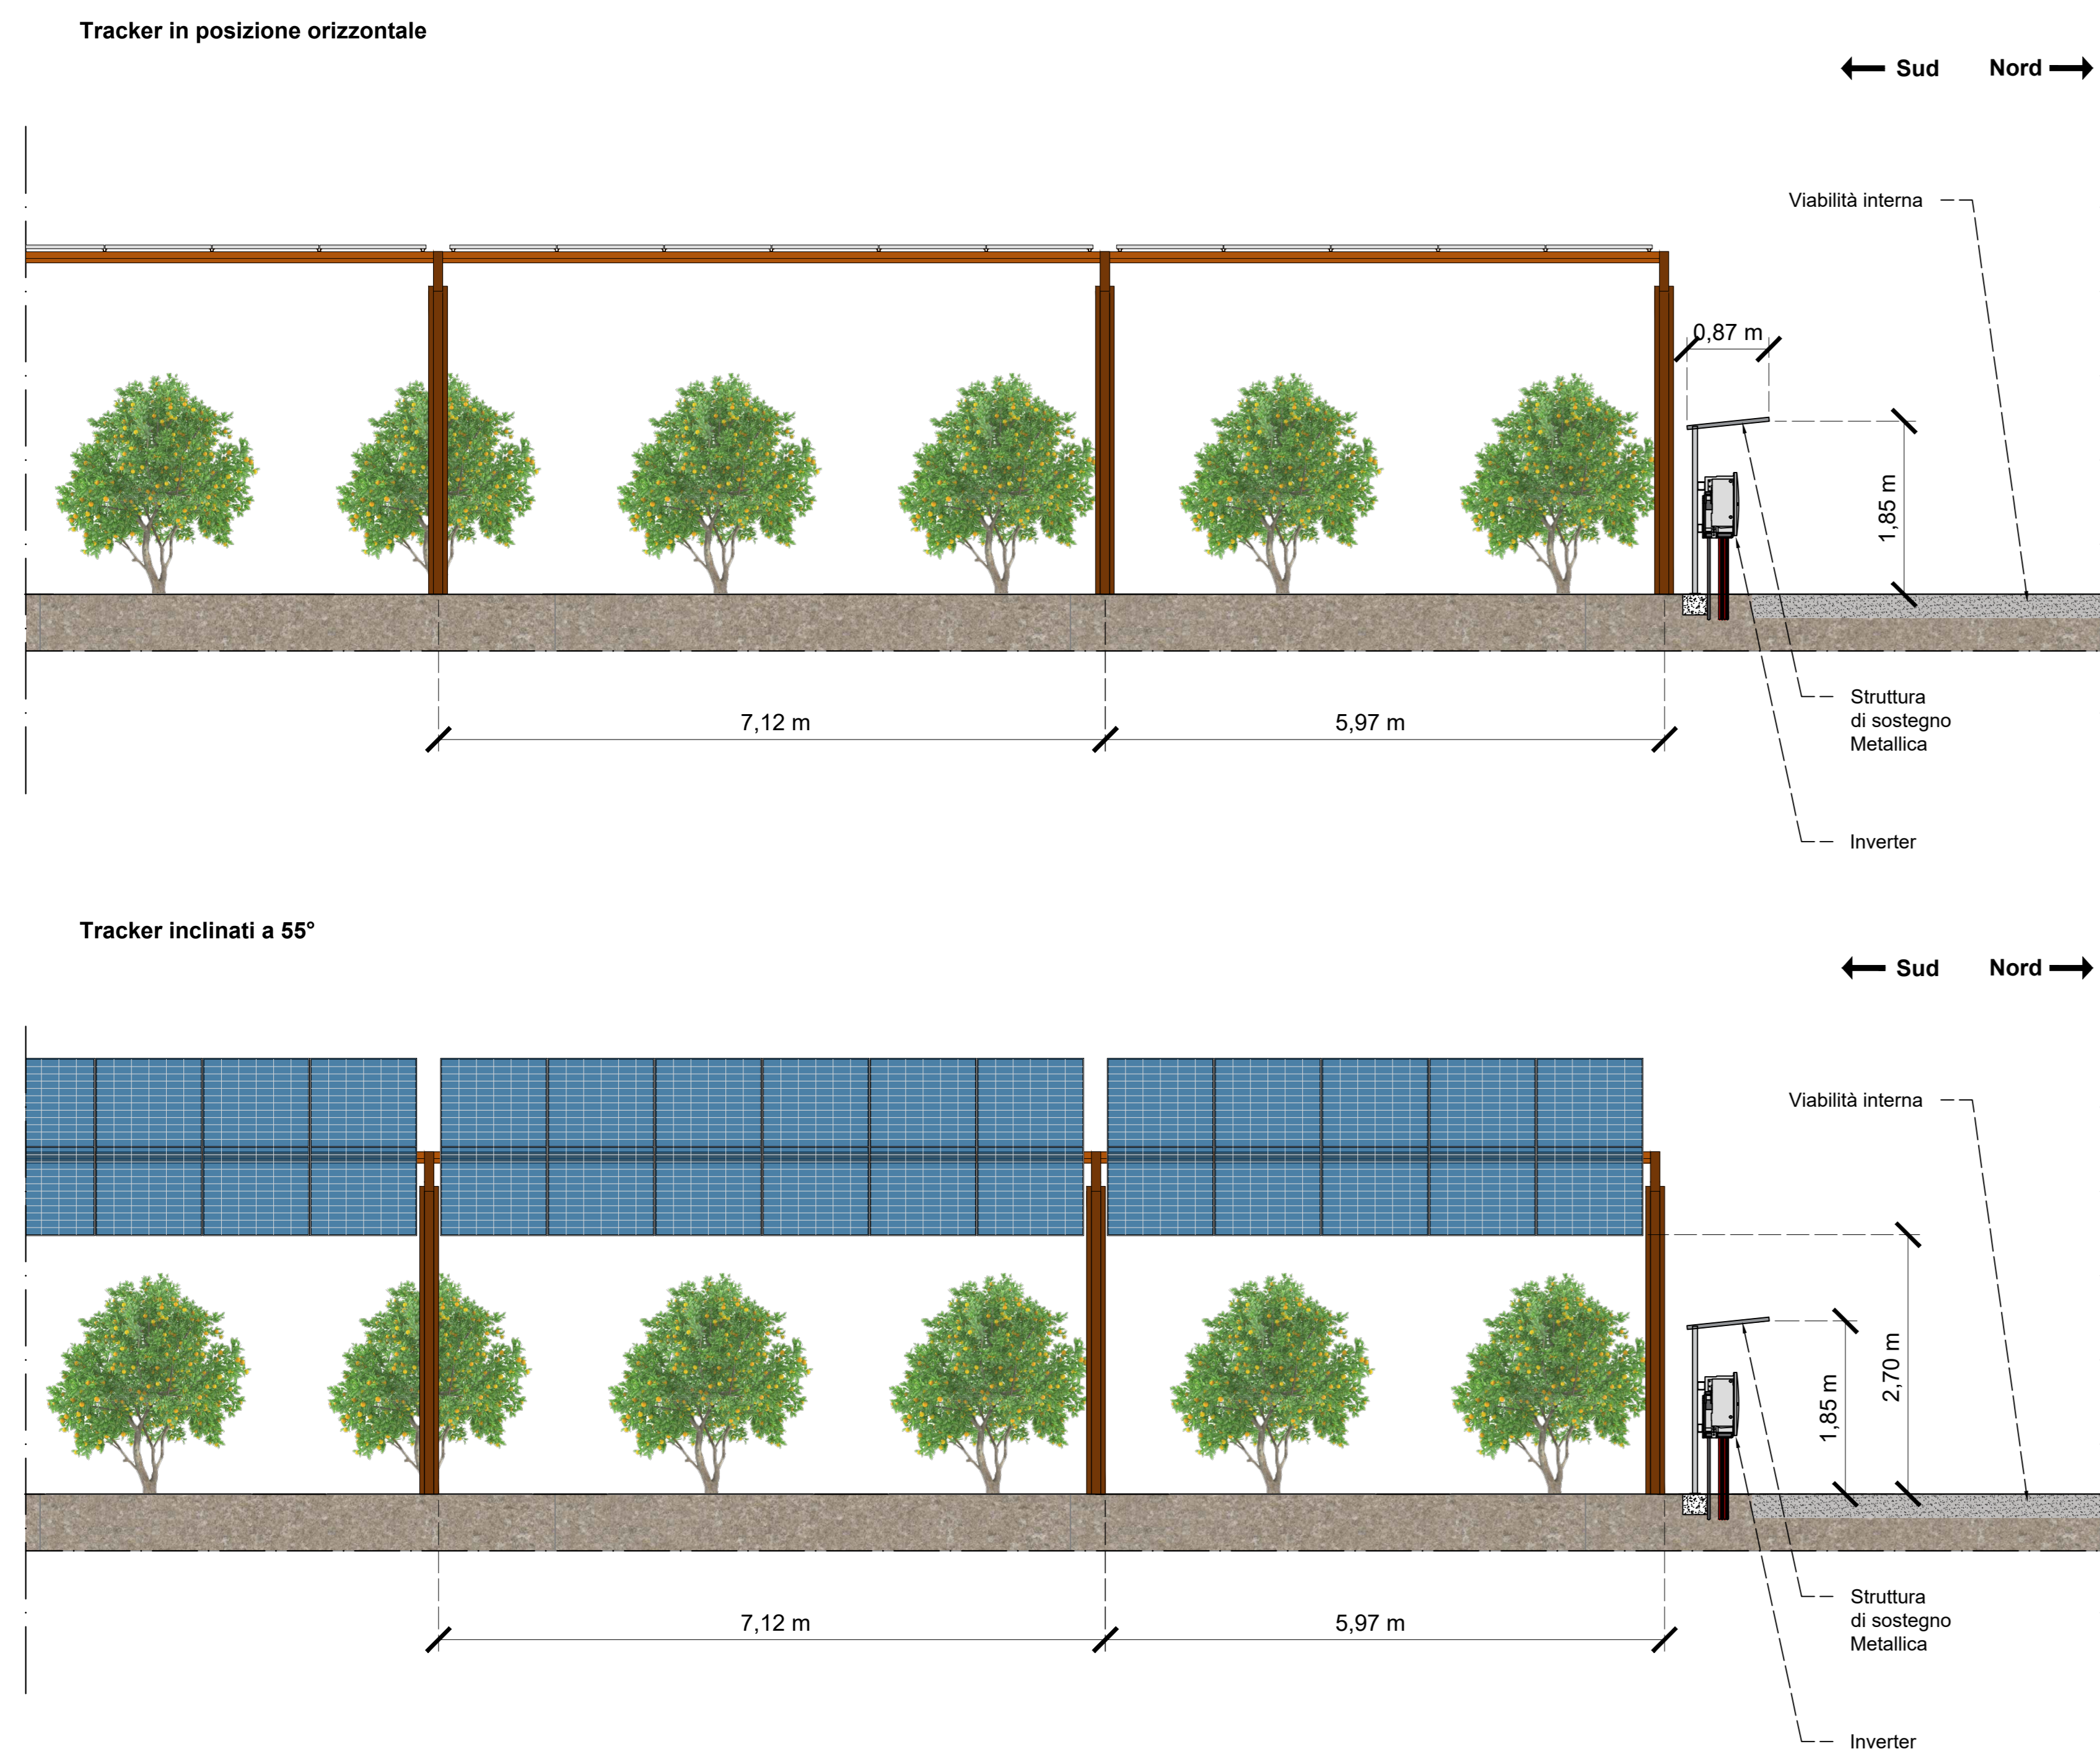 Tracker in posizione orizzontale
Sud Nord
Viabilità interna
0,87 m
1,85 m
Struttura
di sostegno
Metallica
7,12 m 5,97 m
Inverter
Tracker inclinati a 55°
Sud Nord
Viabilità interna
1,85 m
2,70 m
Struttura
di sostegno
Metallica
7,12 m 5,97 m
Inverter